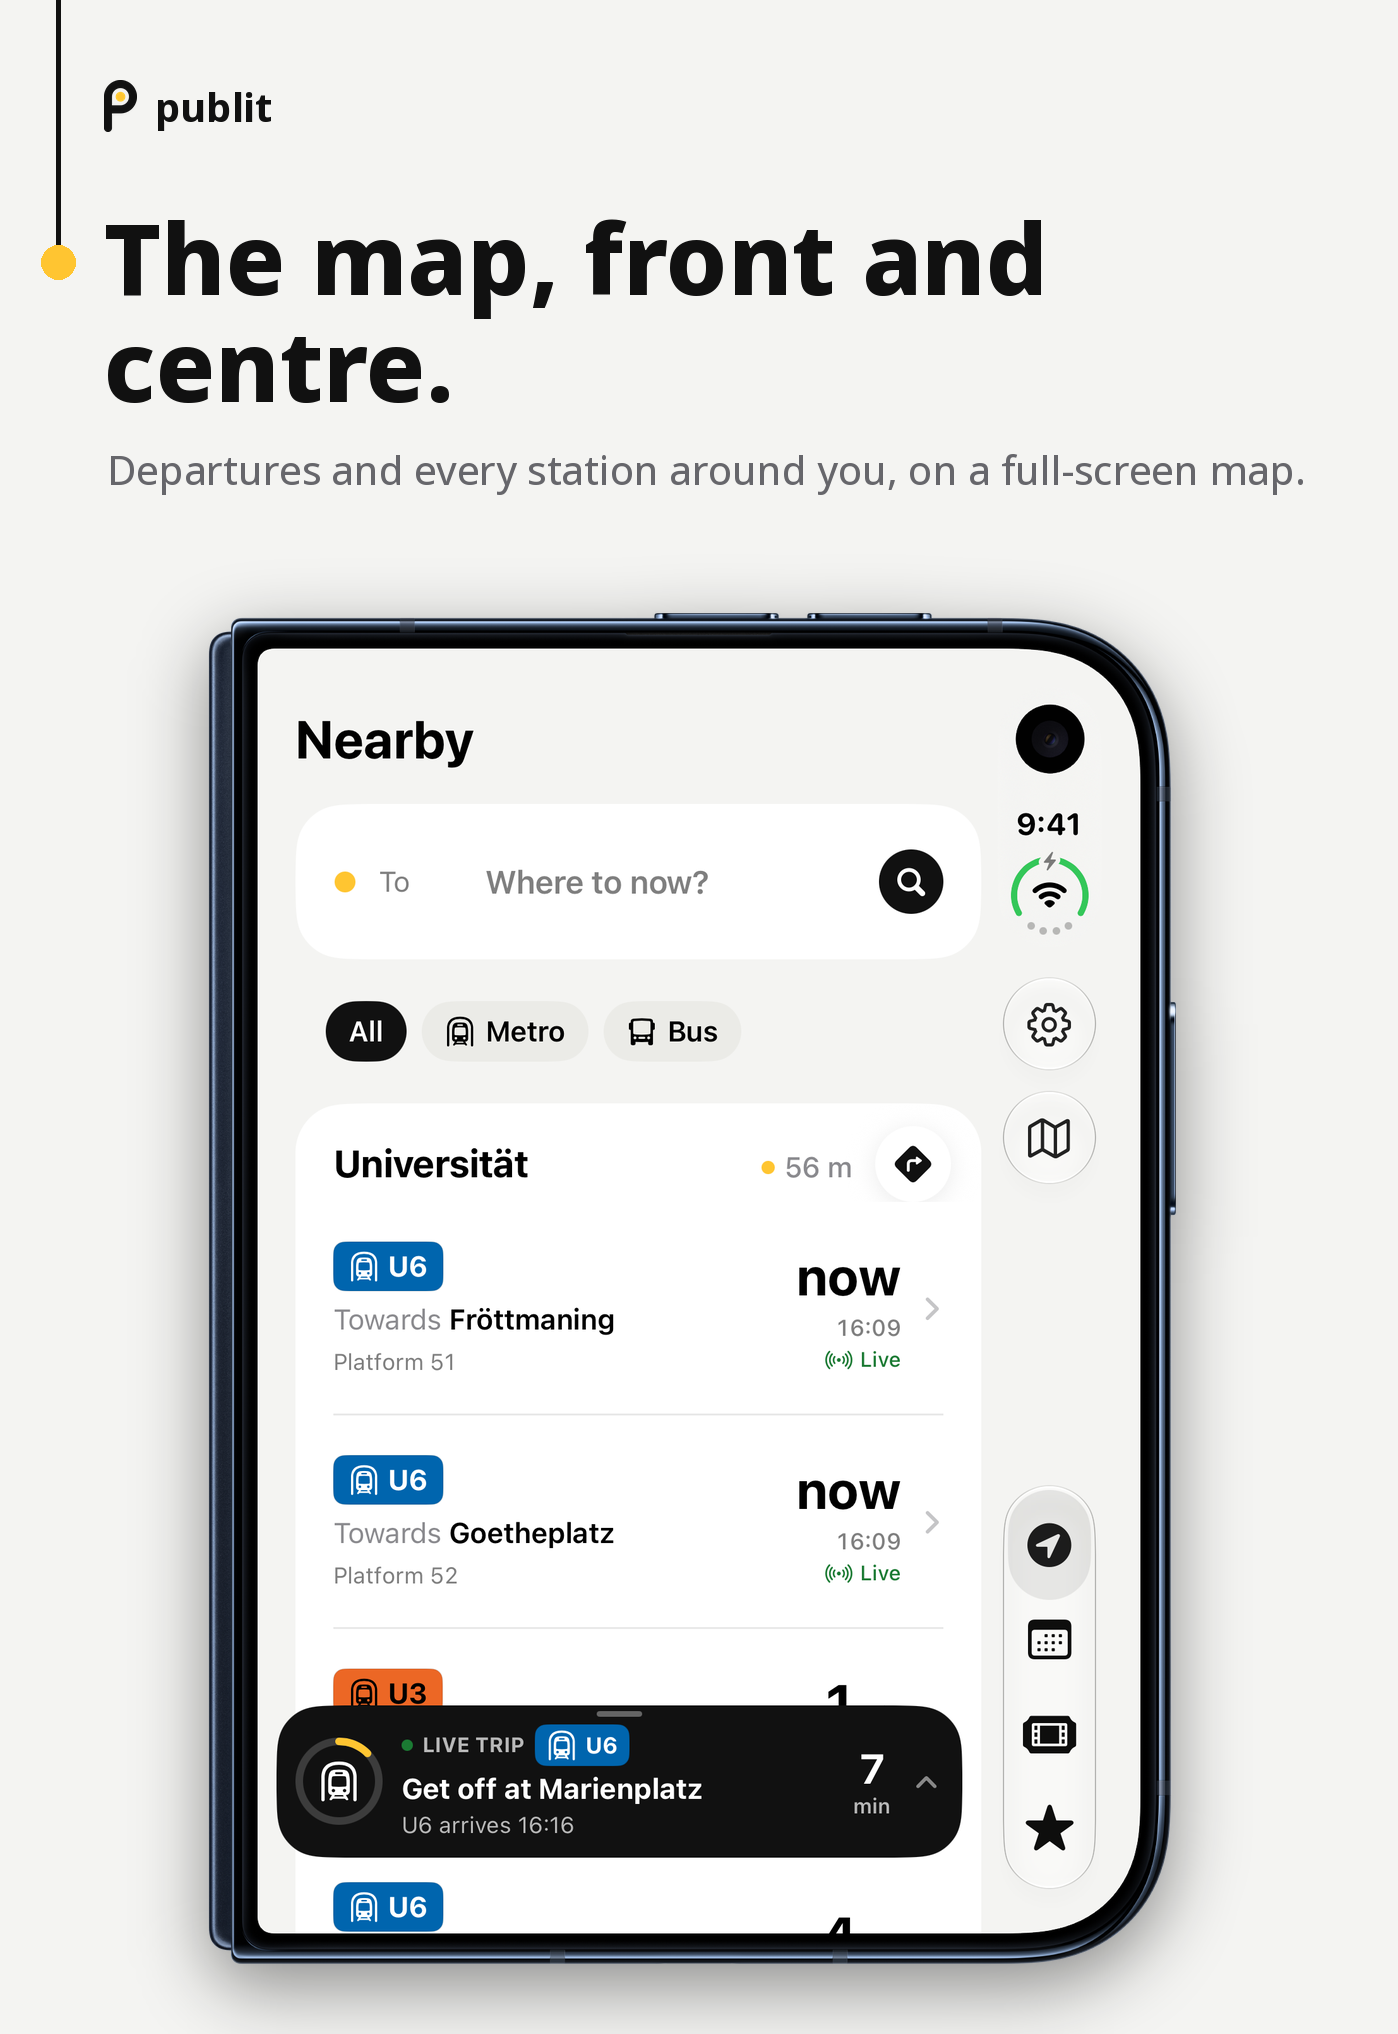 publit
The map, front and
centre.
Departures and every station around you, on a full-screen map.
Nearby
9:41
To Where to now?
All Metro Bus
Universität 56 m
U6
now
Towards Fröttmaning
16:09
Platform 51
Live
U6
now
Towards Goetheplatz
16:09
Platform 52
Live
U3
1
LIVE TRIP U6
Get off at Marienplatz
7
min
U6 arrives 16:16
U6
4